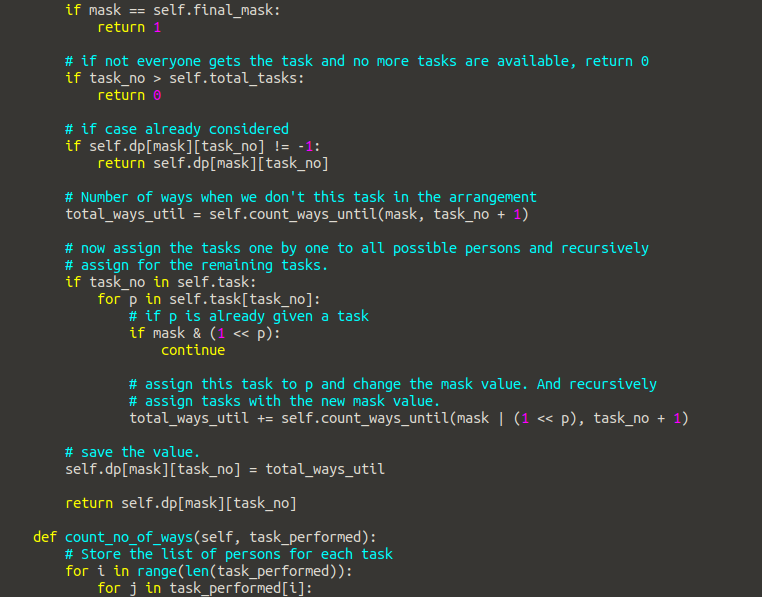 if mask == self.final_mask:
return 1
# if not everyone gets the task and no more tasks are available, return 0
if task_no > self.total_tasks:
return 0
# if case already considered
if self.dp[mask][task_no] != -1:
return self.dp[mask][task_no]
# Number of ways when we don't this task in the arrangement
total_ways_util = self.count_ways_until(mask, task_no + 1)
# now assign the tasks one by one to all possible persons and recursively
# assign for the remaining tasks.
if task_no in self.task:
for p in self.task[task_no]:
# if p is already given a task
if mask & (1 << p):
continue
# assign this task to p and change the mask value. And recursively
# assign tasks with the new mask value.
total_ways_util += self.count_ways_until(mask | (1 << p), task_no + 1)
# save the value.
self.dp[mask][task_no] = total_ways_util
return self.dp[mask][task_no]
def count_no_of_ways(self, task_performed):
# Store the list of persons for each task
for i in range(len(task_performed)):
for j in task_performed[i]: